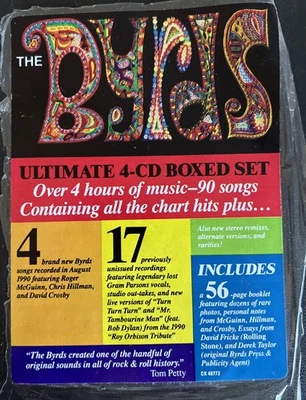 THE Byrds
ULTIMATE 4-CD BOXED SET
Over 4 hours of music–90 songs
Containing all the chart hits plus...
4 brand new Byrds
songs recorded in August
1990 featuring Roger
McGuinn, Chris Hillman,
and David Crosby
17 previously
unissued recordings
featuring legendary lost
Gram Parsons vocals,
studio out-takes, and new
live versions of "Turn
Turn Turn" and "Mr.
Tambourine Man" (feat.
Bob Dylan) from the 1990
"Roy Orbison Tribute"
Also new stereo remixes,
alternate versions, and
rarities!
INCLUDES
a 56-page booklet
featuring dozens of rare
photos, personal notes
from McGuinn, Hillman,
and Crosby, Essays from
David Fricke (Rolling
Stone), and Derek Taylor
(original Byrds Press &
Publicity Agent)
C4K 46773
"The Byrds created one of the handful of
original sounds in all of rock & roll history."
Tom Petty